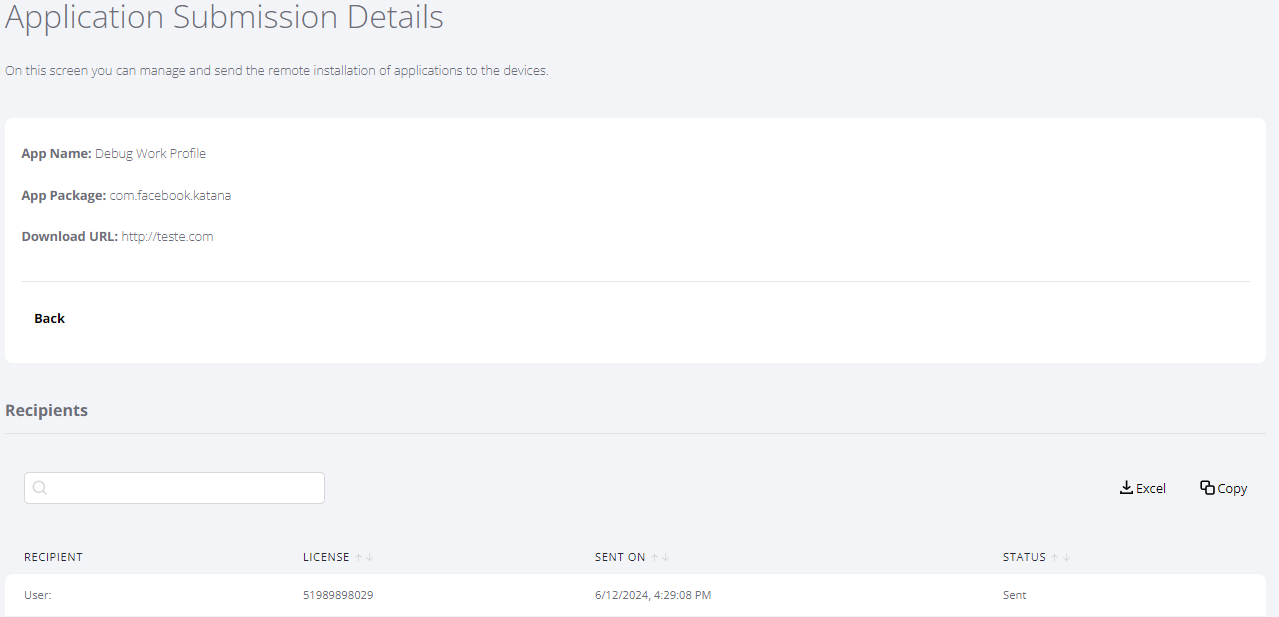 Application Submission Details
On this screen you can manage and send the remote installation of applications to the devices.
App Name: Debug Work Profile
App Package: com.facebook.katana
Download URL: http://teste.com
Back
Recipients
Excel Copy
RECIPIENT LICENSE SENT ON STATUS
User: 51989898029 6/12/2024, 4:29:08 PM Sent